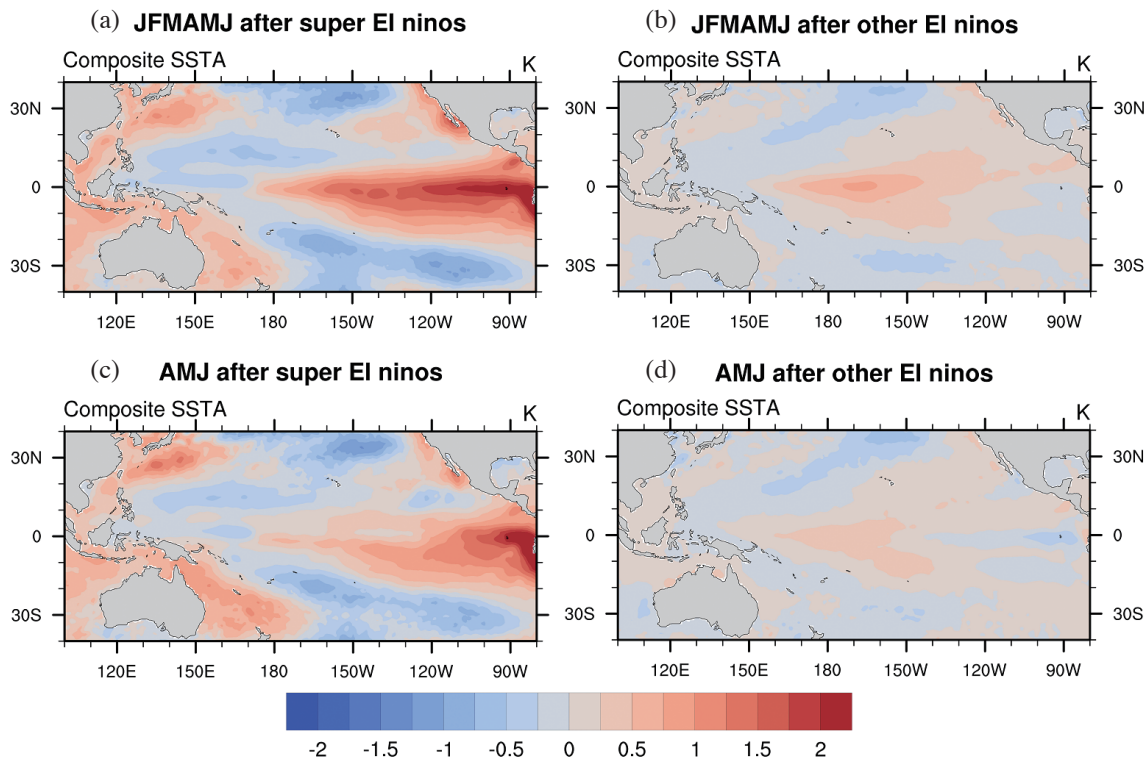 (a) JFMAMJ after super El ninos
Composite SSTA K
30N
0
30S
120E 150E 180 150W 120W 90W
(b) JFMAMJ after other El ninos
Composite SSTA K
30N
0
30S
120E 150E 180 150W 120W 90W
30N
0
30S
(c) AMJ after super El ninos
Composite SSTA K
30N
0
30S
120E 150E 180 150W 120W 90W
(d) AMJ after other El ninos
Composite SSTA K
30N
0
30S
120E 150E 180 150W 120W 90W
30N
0
30S
-2 -1.5 -1 -0.5 0 0.5 1 1.5 2